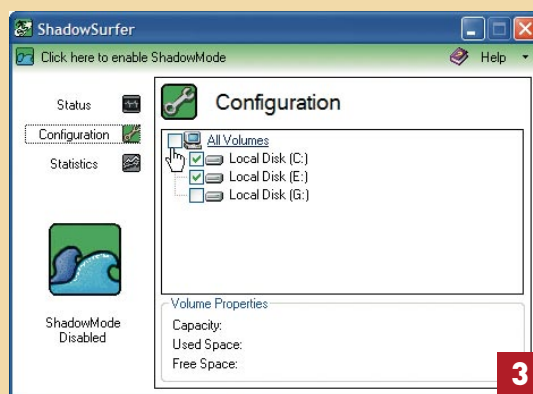 ShadowSurfer
Click here to enable ShadowMode
Help
Status
Configuration
Statistics
ShadowMode
Disabled
Configuration
All Volumes
Local Disk (C:)
Local Disk (E:)
Local Disk (G:)
Volume Properties
Capacity:
Used Space:
Free Space:
3